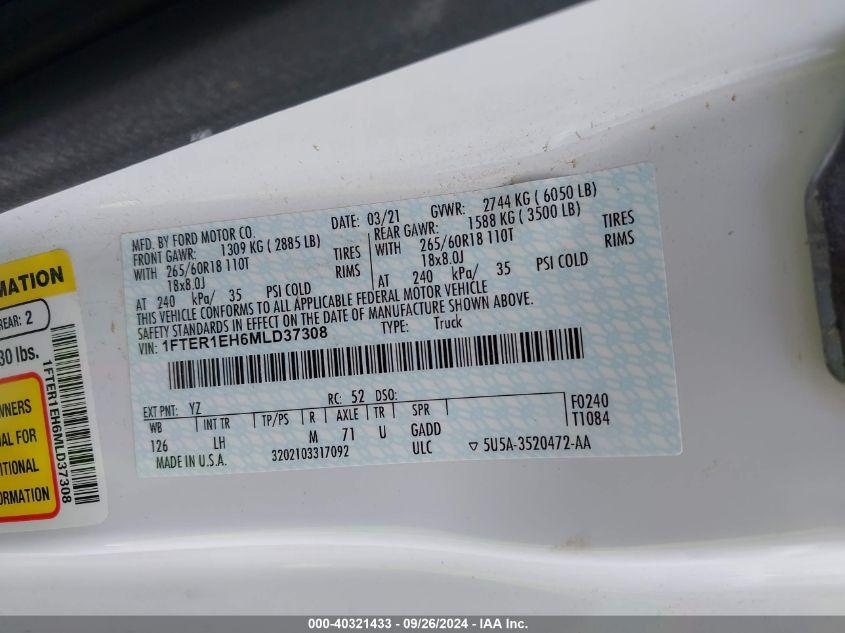 MFD. BY FORD MOTOR CO.
DATE: 03/21
GVWR: 2744 KG ( 6050 LB)
FRONT GAWR: 1309 KG ( 2885 LB)
REAR GAWR: 1588 KG ( 3500 LB)
WITH 265/60R18 110T TIRES
WITH 265/60R18 110T TIRES
18x8.0J RIMS
18x8.0J RIMS
AT 240 kPa/ 35 PSI COLD
AT 240 kPa/ 35 PSI COLD
THIS VEHICLE CONFORMS TO ALL APPLICABLE FEDERAL MOTOR VEHICLE
SAFETY STANDARDS IN EFFECT ON THE DATE OF MANUFACTURE SHOWN ABOVE.
VIN: 1FTER1EH6MLD37308
TYPE: Truck
EXT PNT: YZ RC: 52 DSO:
WB INT TR TP/PS R AXLE TR SPR
126 LH M 71 U GADD
F0240
T1084
MADE IN U.S.A. 3202103317092 ULC 5U5A-3520472-AA
MATION
REAR: 2
30 lbs.
WNERS
AL FOR
ITIONAL
ORMATION
1FTER1EH6MLD37308
000-40321433 - 09/26/2024 - IAA Inc.